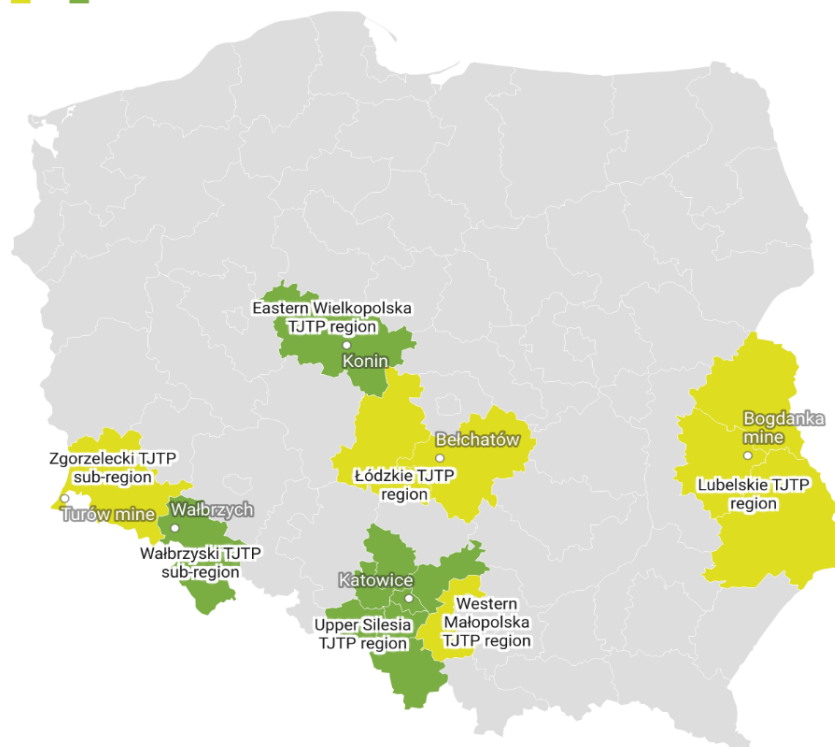 Eastern Wielkopolska
TJTP region
Konin
Bełchatów
Łódzkie TJTP
region
Bogdanka
mine
Lubelskie TJTP
region
Zgorzelecki TJTP
sub-region
Turów mine
Wałbrzych
Wałbrzyski TJTP
sub-region
Katowice
Upper Silesia
TJTP region
Western
Małopolska
TJTP region